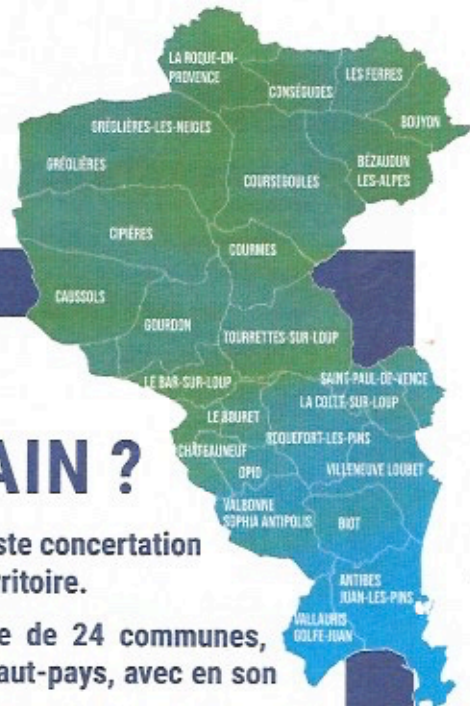 LA ROQUE-EN-
PROVENCE
CONSÉGUDES
LES FERRES
BOUYON
GRÉOLIÈRES-LES-NEIGES
GRÉOLIÈRES
BÉZAUDUN
LES-ALPES
COURSEGOULES
CIPIÈRES
COURMES
CAUSSOLS
GOURDON
TOURRETTES-SUR-LOUP
LE BAR-SUR-LOUP
SAINT-PAUL-DE-VENCE
LA COLLE-SUR-LOUP
LE ROURET
ROQUEFORT-LES-PINS
CHÂTEAUNEUF
OPIO
VILLENEUVE LOUBET
VALBONNE
SOPHIA ANTIPOLIS
BIOT
ANTIBES
JUAN-LES-PINS
VALLAURIS
GOLFE-JUAN
AIN ?
ste concertation
rritoire.
e de 24 communes,
aut-pays, avec en son